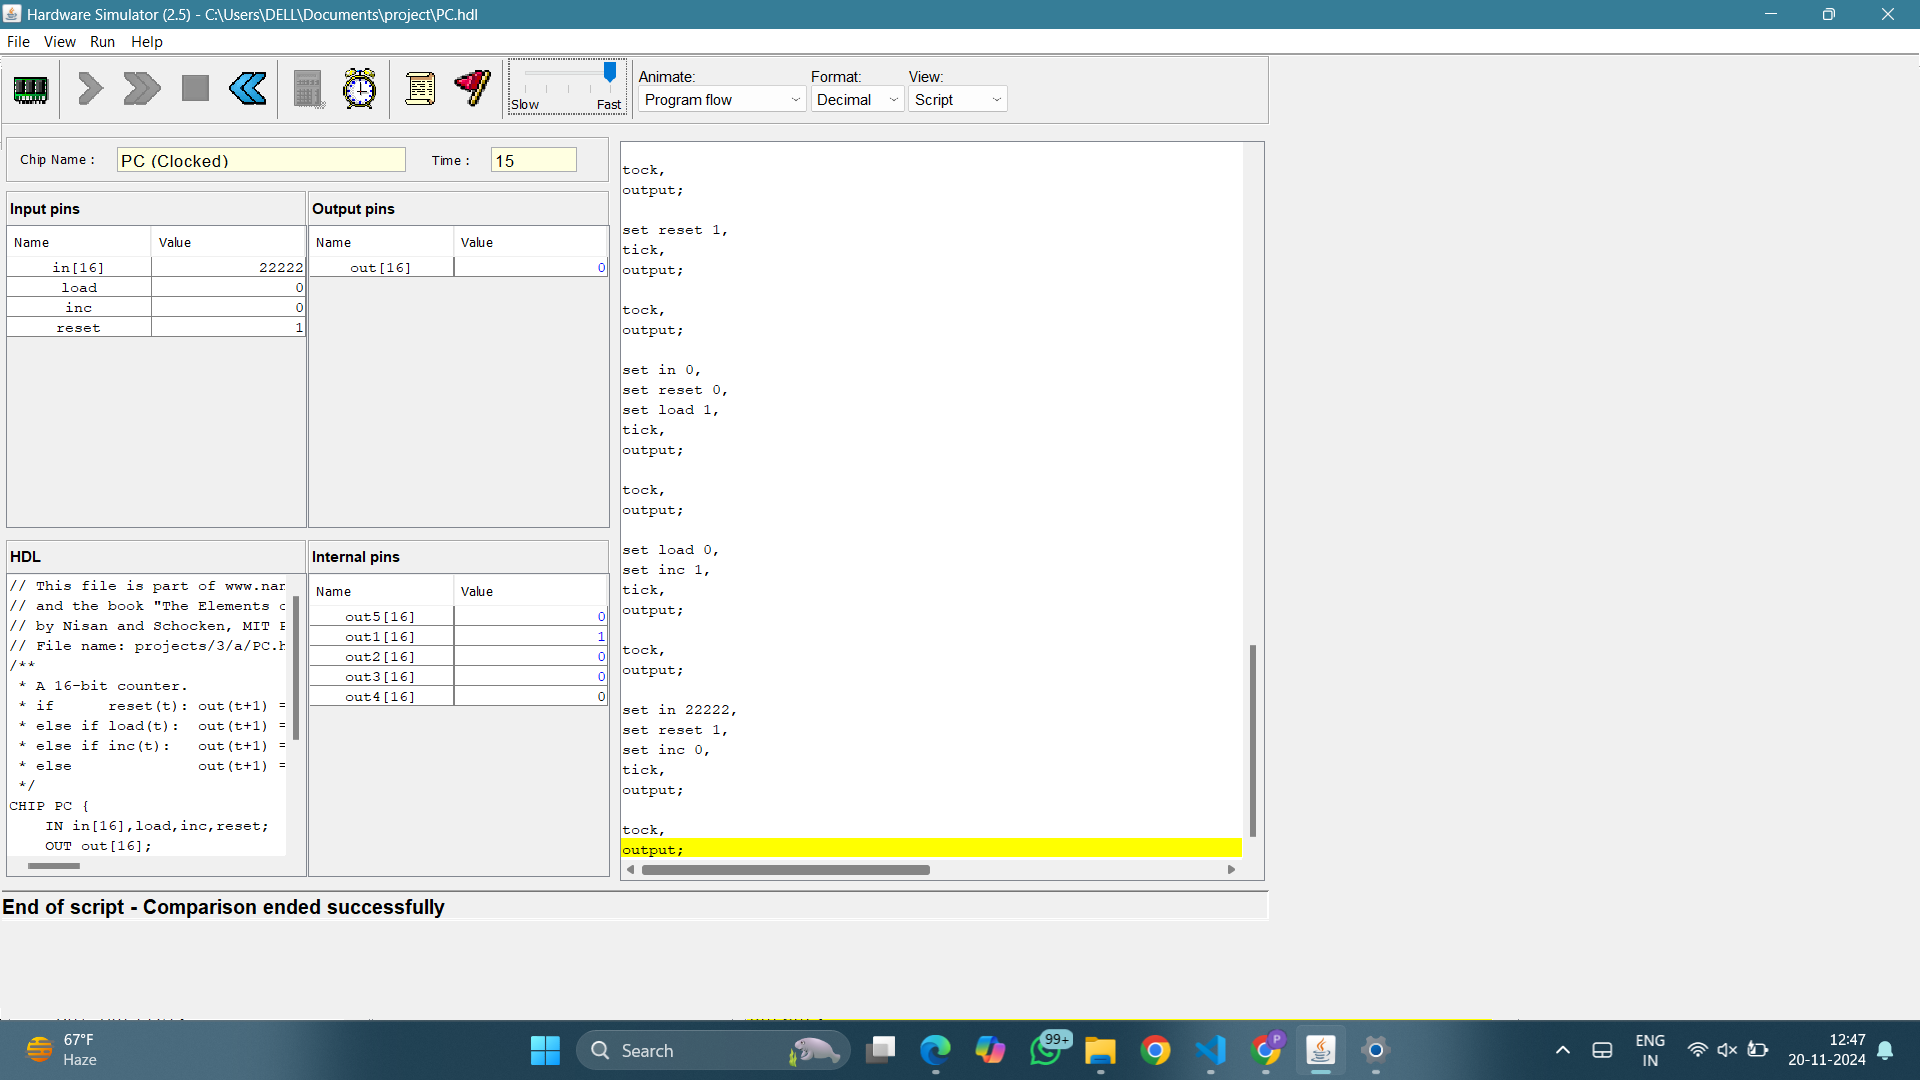 Hardware Simulator (2.5) - C:\Users\DELL\Documents\project\PC.hdl
File View Run Help
Slow Fast
Animate: Format: View:
Program flow Decimal Script
Chip Name : PC (Clocked) Time : 15
Input pins
Name Value
in[16] 22222
load 0
inc 0
reset 1
Output pins
Name Value
out[16] 0
HDL
// This file is part of www.nan
// and the book "The Elements o
// by Nisan and Schocken, MIT P
// File name: projects/3/a/PC.h
/**
* A 16-bit counter.
* if reset(t): out(t+1) =
* else if load(t): out(t+1) =
* else if inc(t): out(t+1) =
* else out(t+1) =
*/
CHIP PC {
IN in[16],load,inc,reset;
OUT out[16];
Internal pins
Name Value
out5[16] 0
out1[16] 1
out2[16] 0
out3[16] 0
out4[16] 0
tock,
output;
set reset 1,
tick,
output;
tock,
output;
set in 0,
set reset 0,
set load 1,
tick,
output;
tock,
output;
set load 0,
set inc 1,
tick,
output;
tock,
output;
set in 22222,
set reset 1,
set inc 0,
tick,
output;
tock,
output;
End of script - Comparison ended successfully
67°F
Haze
Search
99+
P
ENG
IN
12:47
20-11-2024